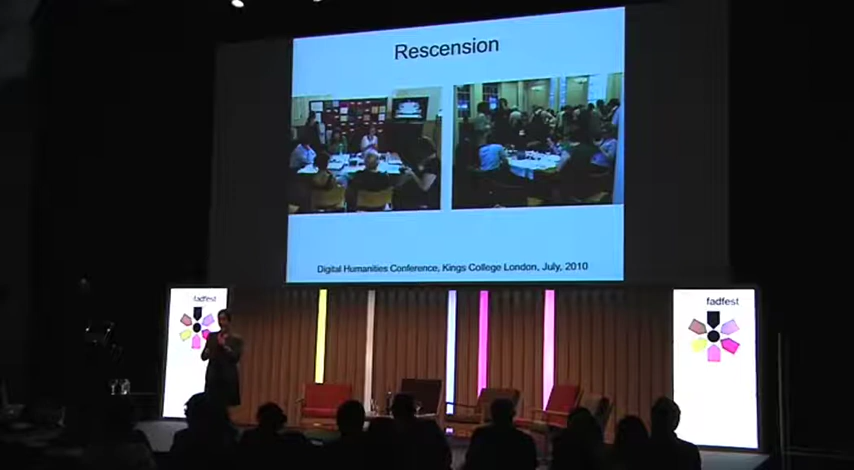 Rescension
Digital Humanities Conference, Kings College London, July, 2010
fadfest
fadfest